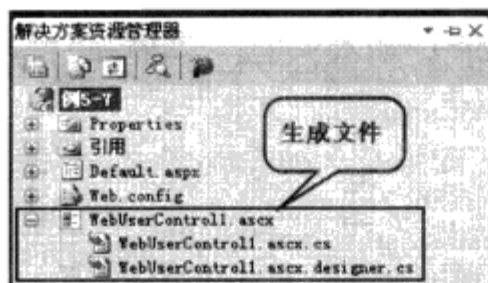 解决方案资源管理器
例5-7
Properties
引用
Default.aspx
Web.config
WebUserControl1.ascx
WebUserControl1.ascx.cs
WebUserControl1.ascx.designer.cs
生成文件